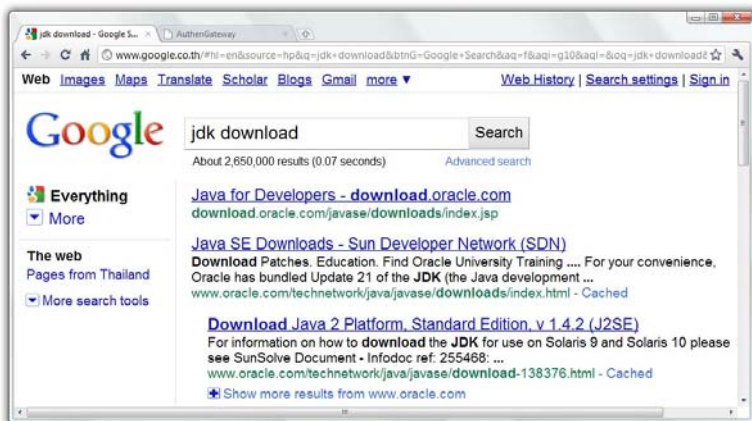 jdk download - Google S...
AuthenGateway
www.google.co.th/#hl=en&source=hp&q=jdk+download&btnG=Google+Search&aq=f&aqi=g10&aql=&oq=jdk+download&
Web Images Maps Translate Scholar Blogs Gmail more ▼ Web History | Search settings | Sign in
Google
jdk download
Search
About 2,650,000 results (0.07 seconds)
Advanced search
Everything
More
The web
Pages from Thailand
More search tools
Java for Developers - download.oracle.com
download.oracle.com/javase/downloads/index.jsp
Java SE Downloads - Sun Developer Network (SDN)
Download Patches. Education. Find Oracle University Training .... For your convenience,
Oracle has bundled Update 21 of the JDK (the Java development ...
www.oracle.com/technetwork/java/javase/downloads/index.html - Cached
Download Java 2 Platform, Standard Edition, v 1.4.2 (J2SE)
For information on how to download the JDK for use on Solaris 9 and Solaris 10 please
see SunSolve Document - Infodoc ref: 255468: ...
www.oracle.com/technetwork/java/javase/download-138376.html - Cached
Show more results from www.oracle.com